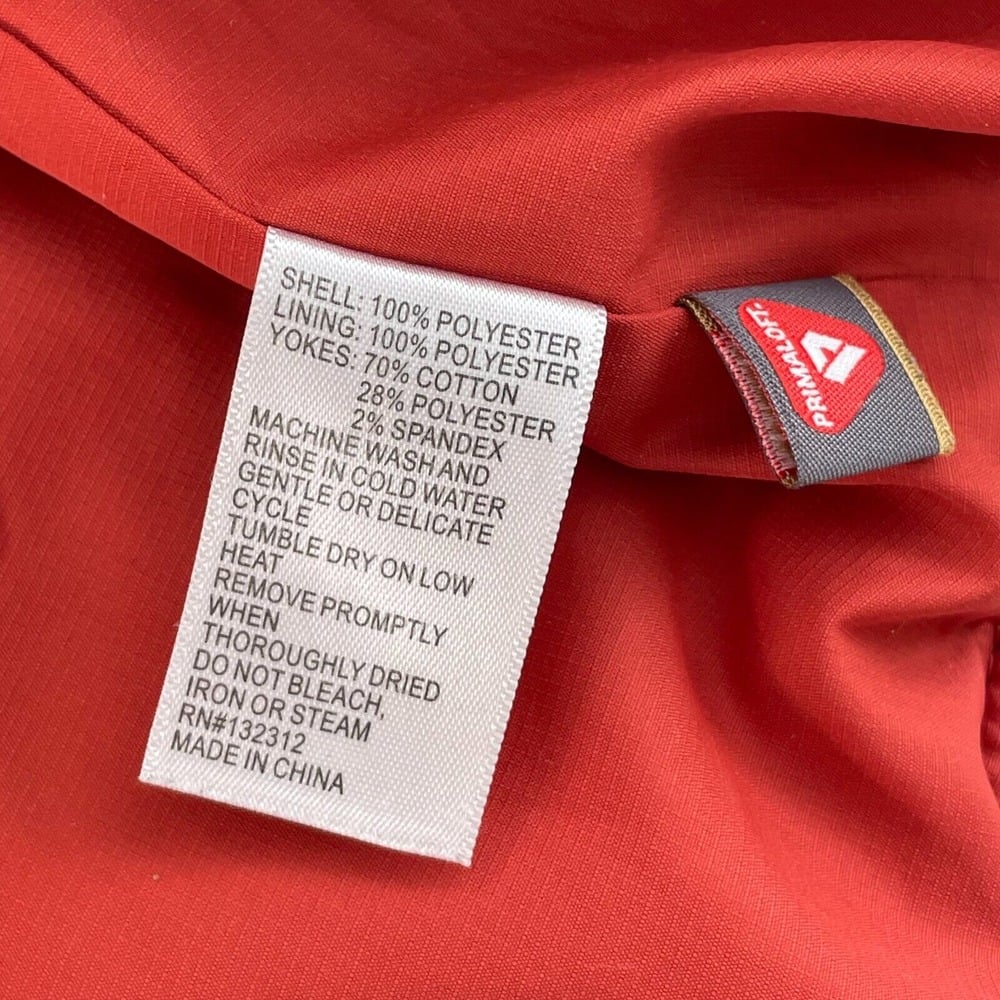 SHELL: 100% POLYESTER
LINING: 100% POLYESTER
YOKES: 70% COTTON
28% POLYESTER
2% SPANDEX
MACHINE WASH AND
RINSE IN COLD WATER
GENTLE OR DELICATE
CYCLE
TUMBLE DRY ON LOW
HEAT
REMOVE PROMPTLY
WHEN
THOROUGHLY DRIED
DO NOT BLEACH,
IRON OR STEAM
RN#132312
MADE IN CHINA
PRIMALOFT